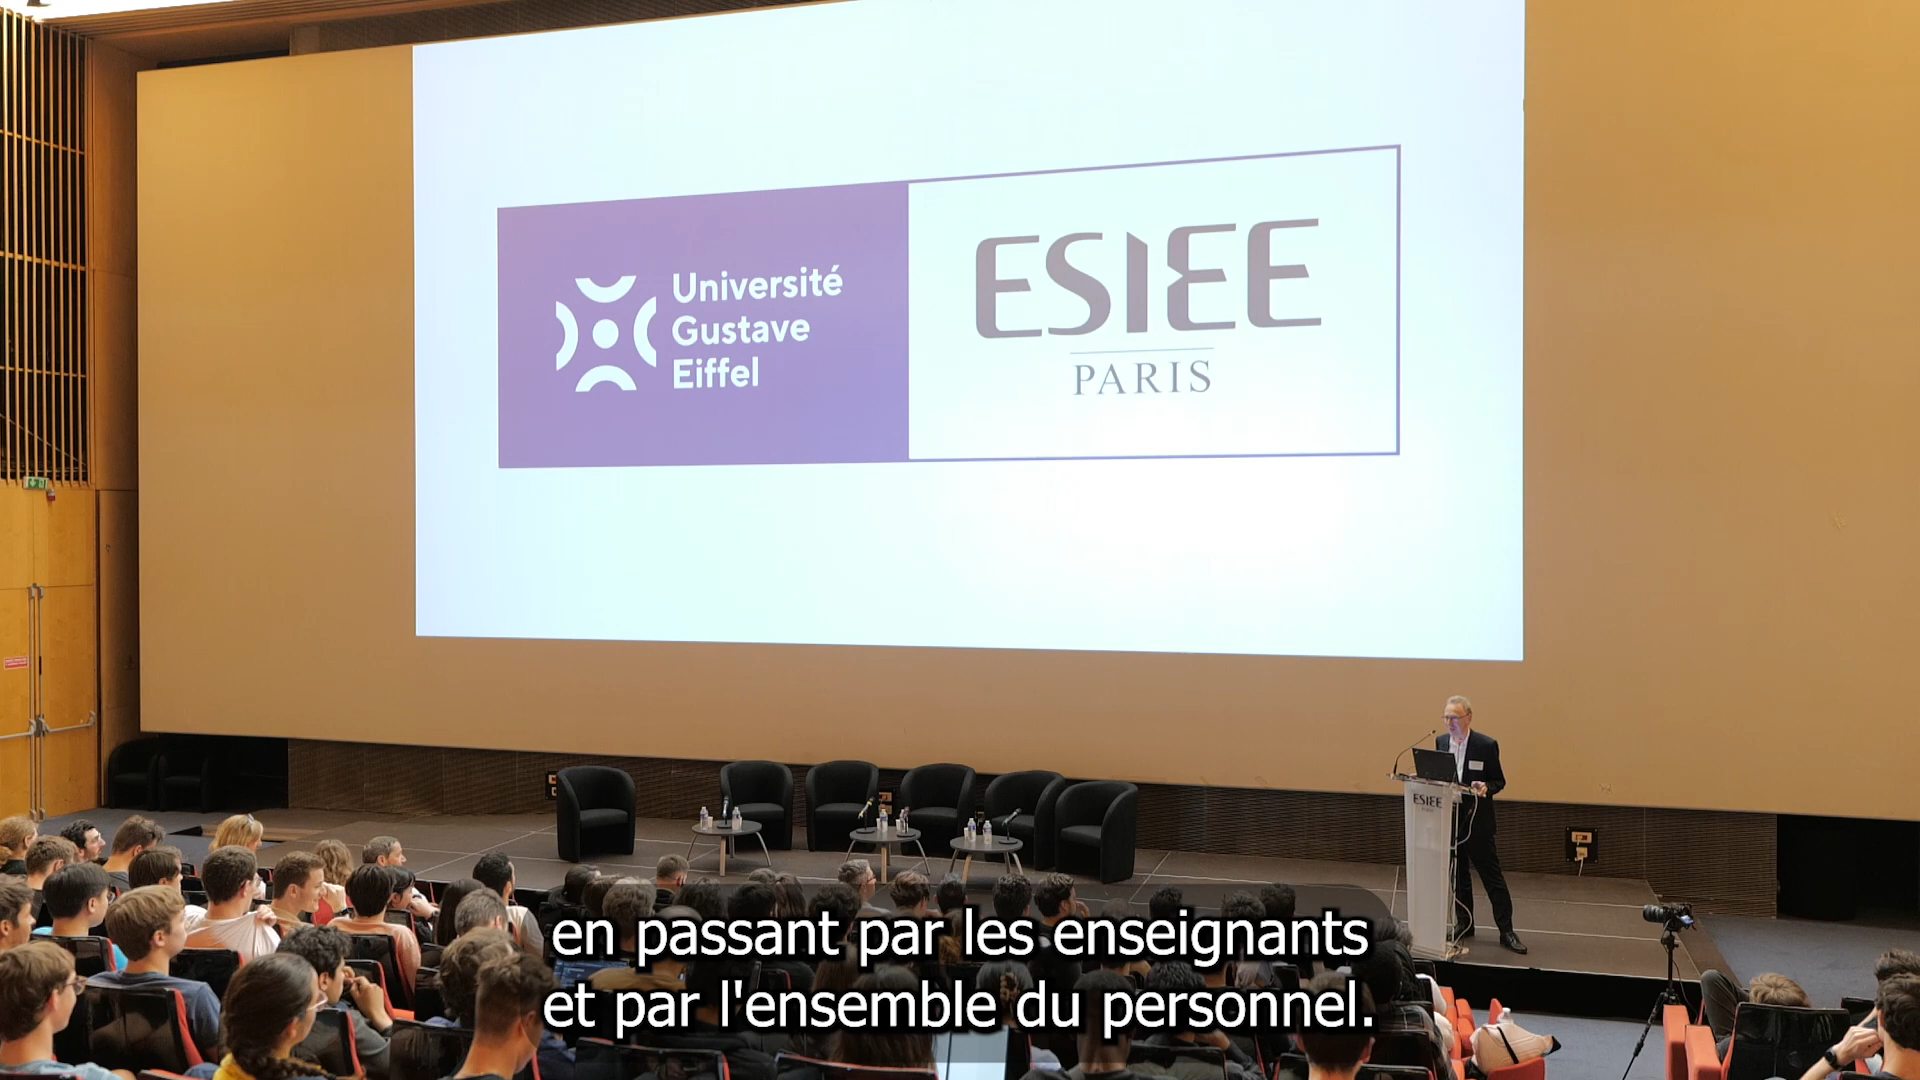 Université
Gustave
Eiffel
ESIEE
PARIS
ESIEE
en passant par les enseignants
et par l'ensemble du personnel.